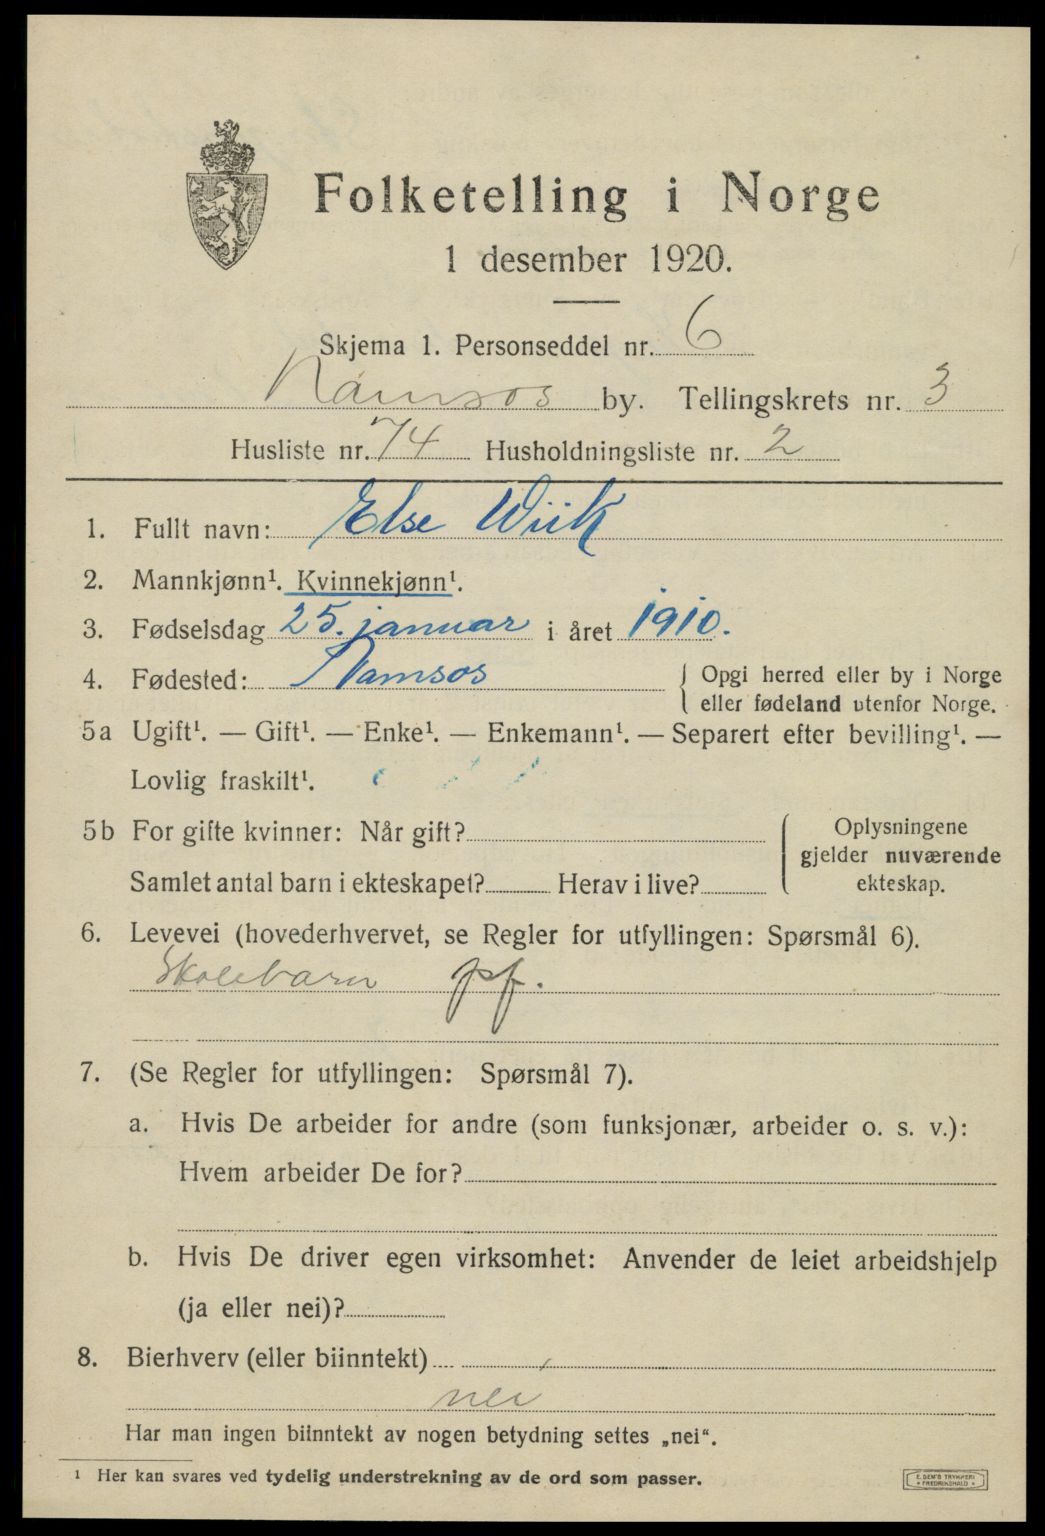 Folketelling i Norge
1 desember 1920.
Skjema 1. Personseddel nr. 6
Namsos by. Tellingskrets nr. 3
Husliste nr. 74 Husholdningsliste nr. 2
1. Fullt navn: Else Wiik
2. Mannkjønn¹. Kvinnekjønn¹.
3. Fødselsdag 25. januar i året 1910.
4. Fødested: Namsos
Opgi herred eller by i Norge
eller fødeland utenfor Norge.
5a Ugift¹. — Gift¹. — Enke¹. — Enkemann¹. — Separert efter bevilling¹. —
Lovlig fraskilt¹.
5b For gifte kvinner: Når gift?
Samlet antal barn i ekteskapet? Herav i live?
Oplysningene
gjelder nuværende
ekteskap.
6. Levevei (hovederhvervet, se Regler for utfyllingen: Spørsmål 6).
Skolebarn pf.
7. (Se Regler for utfyllingen: Spørsmål 7).
a. Hvis De arbeider for andre (som funksjonær, arbeider o. s. v.):
Hvem arbeider De for?
b. Hvis De driver egen virksomhet: Anvender de leiet arbeidshjelp
(ja eller nei)?
8. Bierhverv (eller biinntekt)
nei
Har man ingen biinntekt av nogen betydning settes „nei“.
¹ Her kan svares ved tydelig understrekning av de ord som passer.
E. SEM'S TRYKKERI
• FREDRIKSHALD •